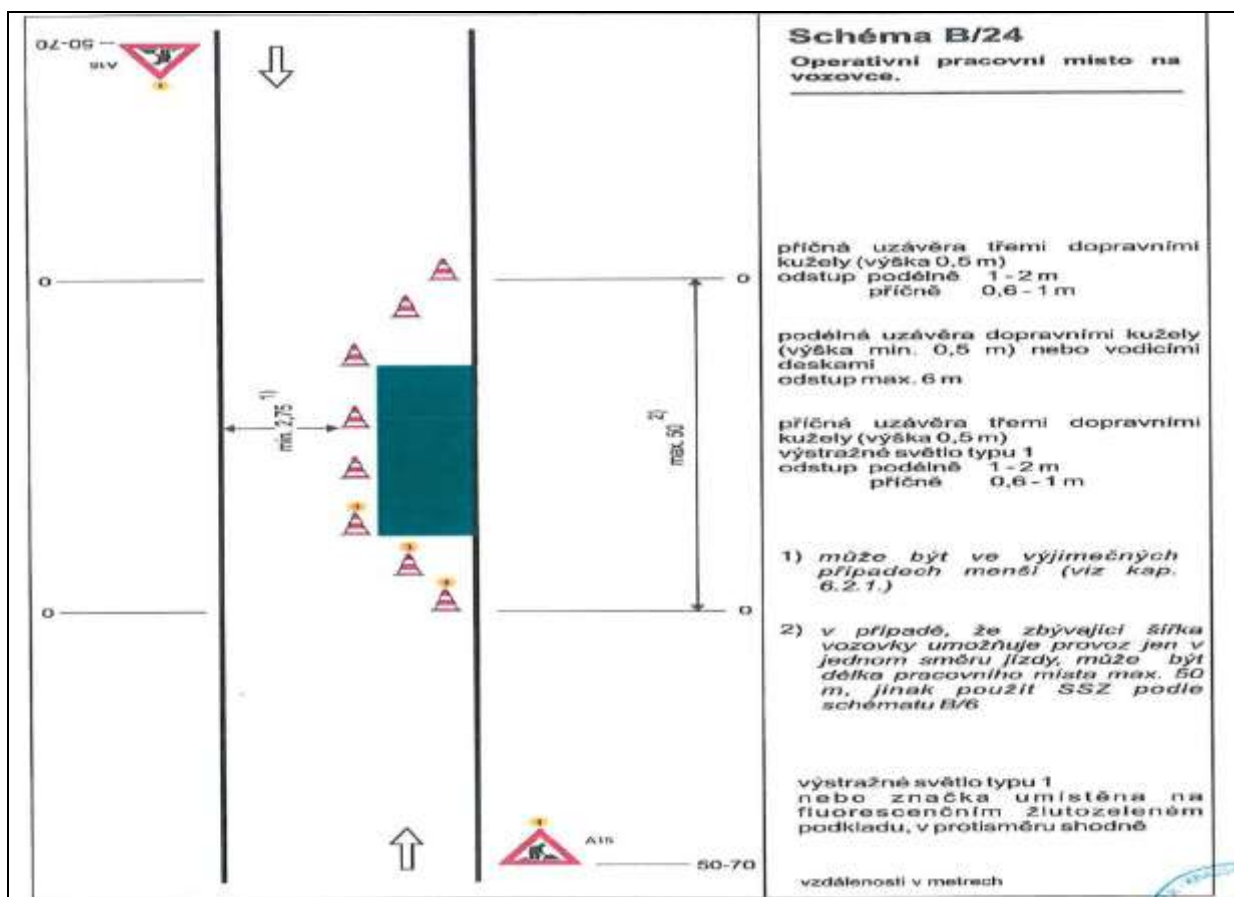 50-70
A15
Schéma B/24
Operativní pracovní místo na
vozovce.
příčná uzávěra třemi dopravními
kužely (výška 0,5 m)
odstup podélně 1 - 2 m
příčně 0,6 - 1 m
0
0
podélná uzávěra dopravními kužely
(výška min. 0,5 m) nebo vodicími
deskami
odstup max. 6 m
min. 2,75 1)
max. 50 2)
příčná uzávěra třemi dopravními
kužely (výška 0,5 m)
výstražné světlo typu 1
odstup podélně 1 - 2 m
příčně 0,6 - 1 m
1) může být ve výjimečných
případech menší (viz kap.
6.2.1.)
0
0
2) v případě, že zbývající šířka
vozovky umožňuje provoz jen v
jednom směru jízdy, může být
délka pracovního místa max. 50
m, jinak použít SSZ podle
schématu B/6
výstražné světlo typu 1
nebo značka umístěna na
fluorescenčním žlutozeleném
podkladu, v protisměru shodně
A15
50-70
vzdálenosti v metrech